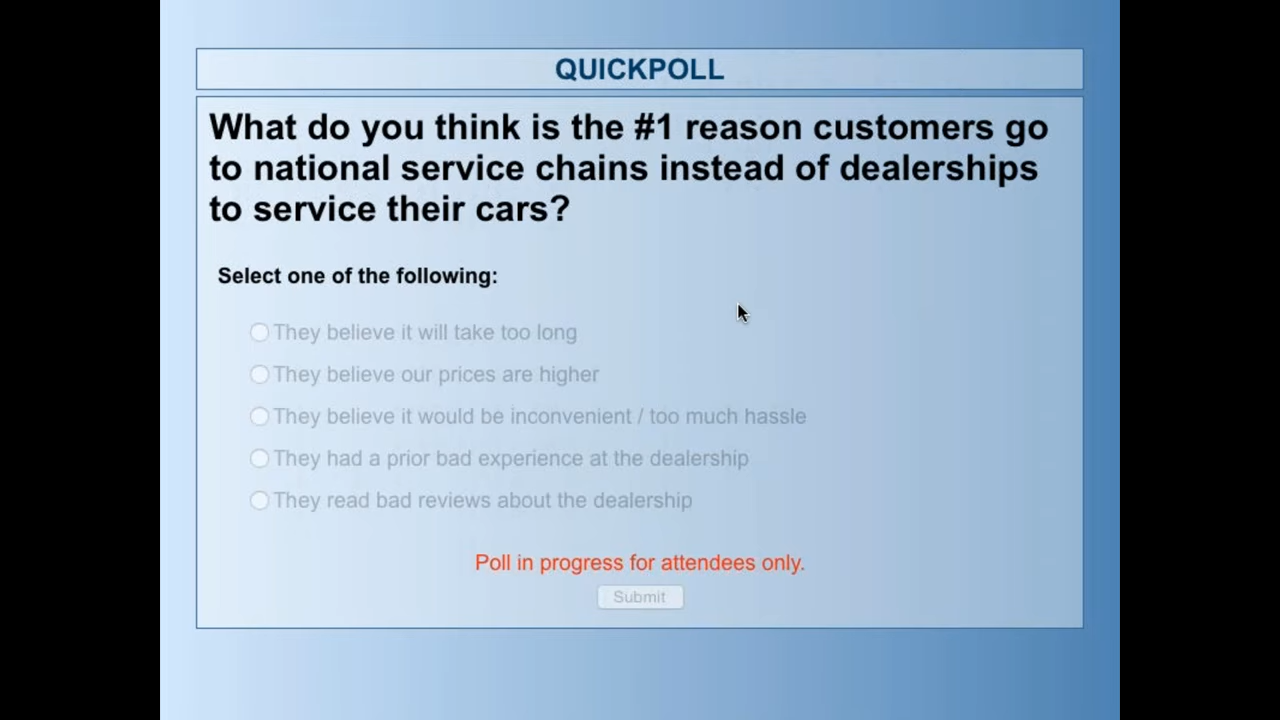 QUICKPOLL
What do you think is the #1 reason customers go
to national service chains instead of dealerships
to service their cars?
Select one of the following:
They believe it will take too long
They believe our prices are higher
They believe it would be inconvenient / too much hassle
They had a prior bad experience at the dealership
They read bad reviews about the dealership
Poll in progress for attendees only.
Submit